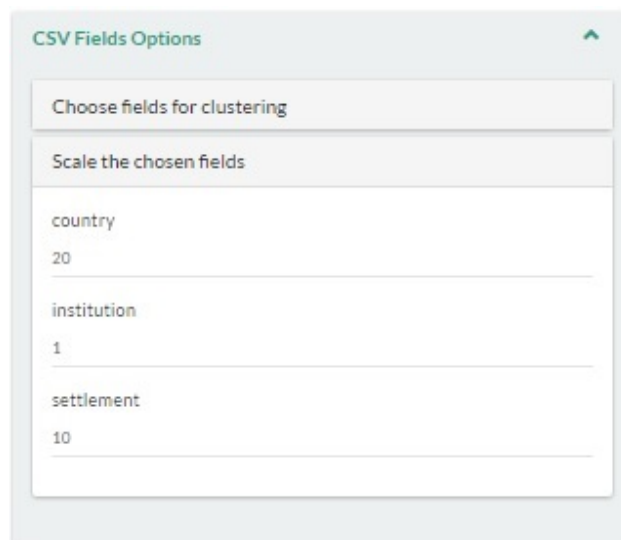 CSV Fields Options
Choose fields for clustering
Scale the chosen fields
country
20
institution
1
settlement
10